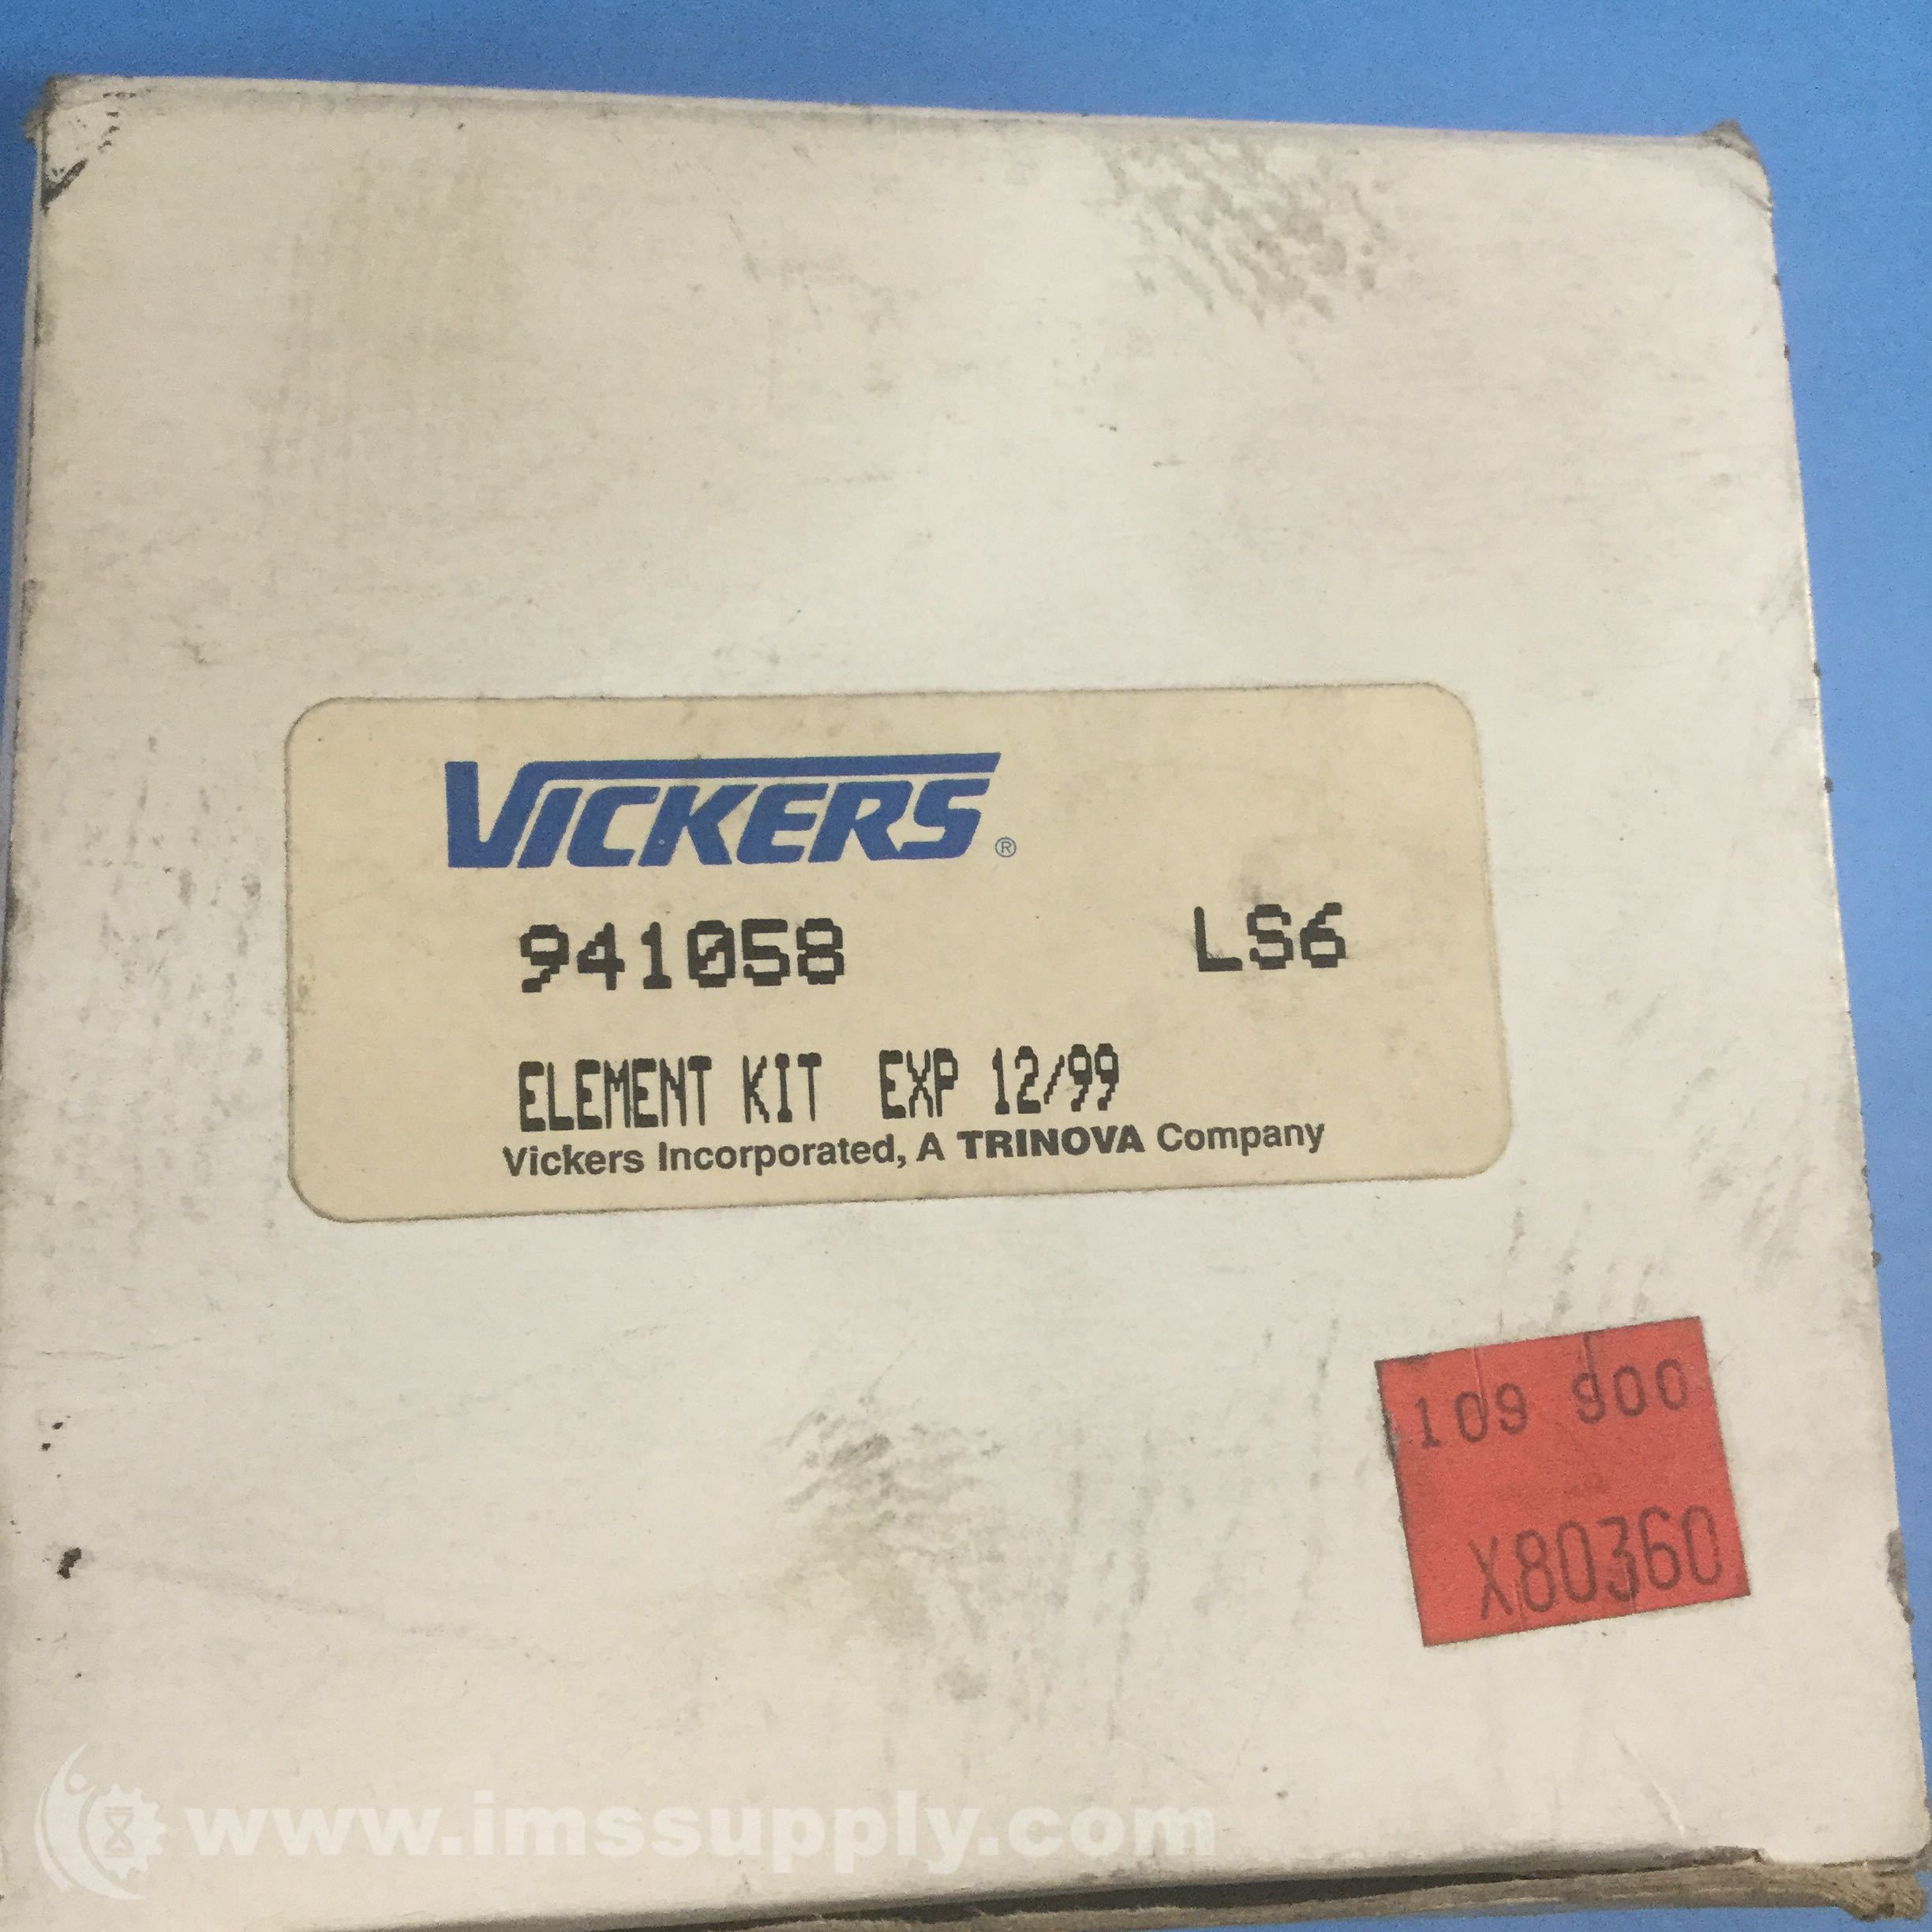 VICKERS®
941058 LS6
ELEMENT KIT EXP 12/99
Vickers Incorporated, A TRINOVA Company
109 900
X80360
www.imssupply.com